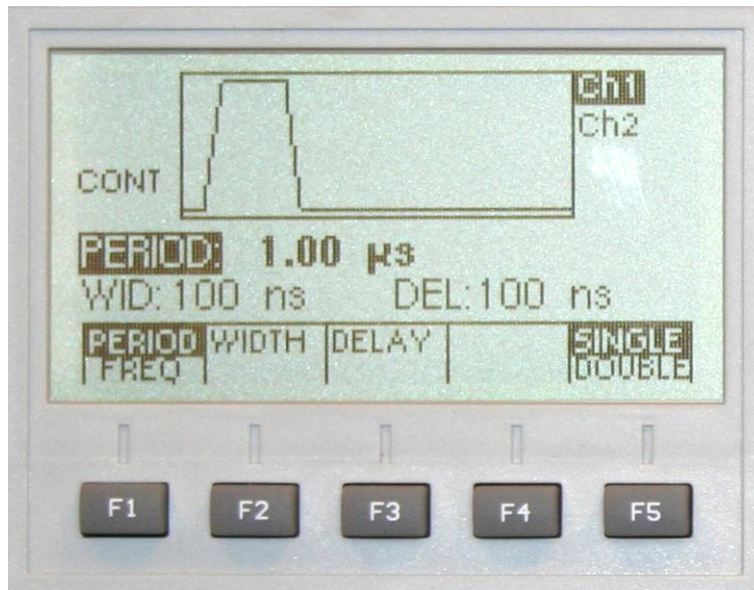 Ch1
Ch2
CONT
PERIOD: 1.00 µs
WID:100 ns DEL:100 ns
PERIOD WIDTH DELAY SINGLE
FREQ DOUBLE
F1 F2 F3 F4 F5